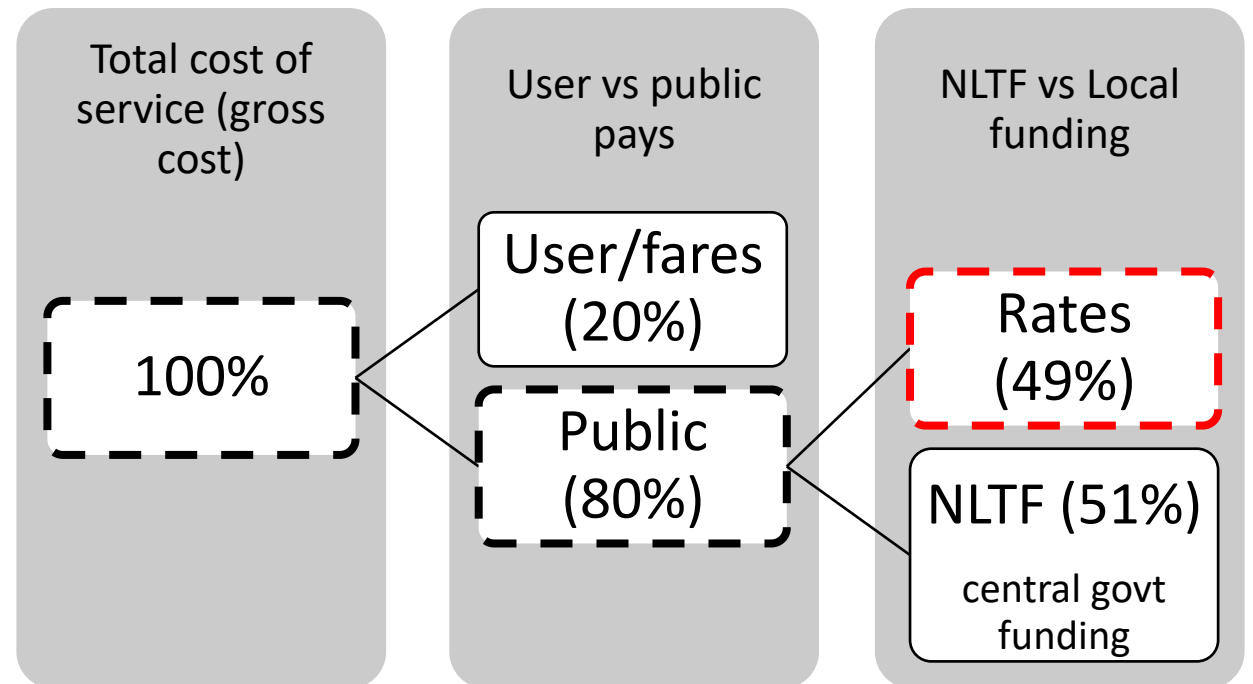 Total cost of
service (gross
cost)
100%
User vs public
pays
User/fares
(20%)
Public
(80%)
NLTF vs Local
funding
Rates
(49%)
NLTF (51%)
central govt
funding